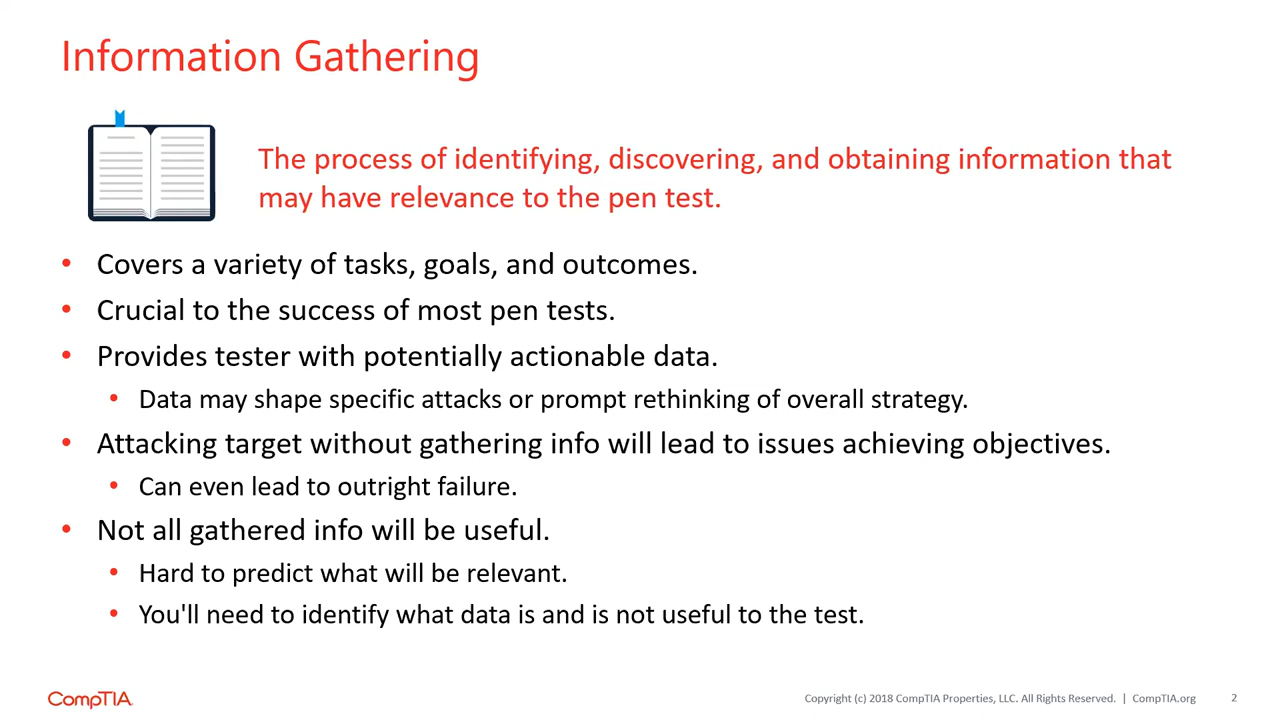 Information Gathering
The process of identifying, discovering, and obtaining information that
may have relevance to the pen test.
• Covers a variety of tasks, goals, and outcomes.
• Crucial to the success of most pen tests.
• Provides tester with potentially actionable data.
• Data may shape specific attacks or prompt rethinking of overall strategy.
• Attacking target without gathering info will lead to issues achieving objectives.
• Can even lead to outright failure.
• Not all gathered info will be useful.
• Hard to predict what will be relevant.
• You'll need to identify what data is and is not useful to the test.
CompTIA. Copyright (c) 2018 CompTIA Properties, LLC. All Rights Reserved. | CompTIA.org 2